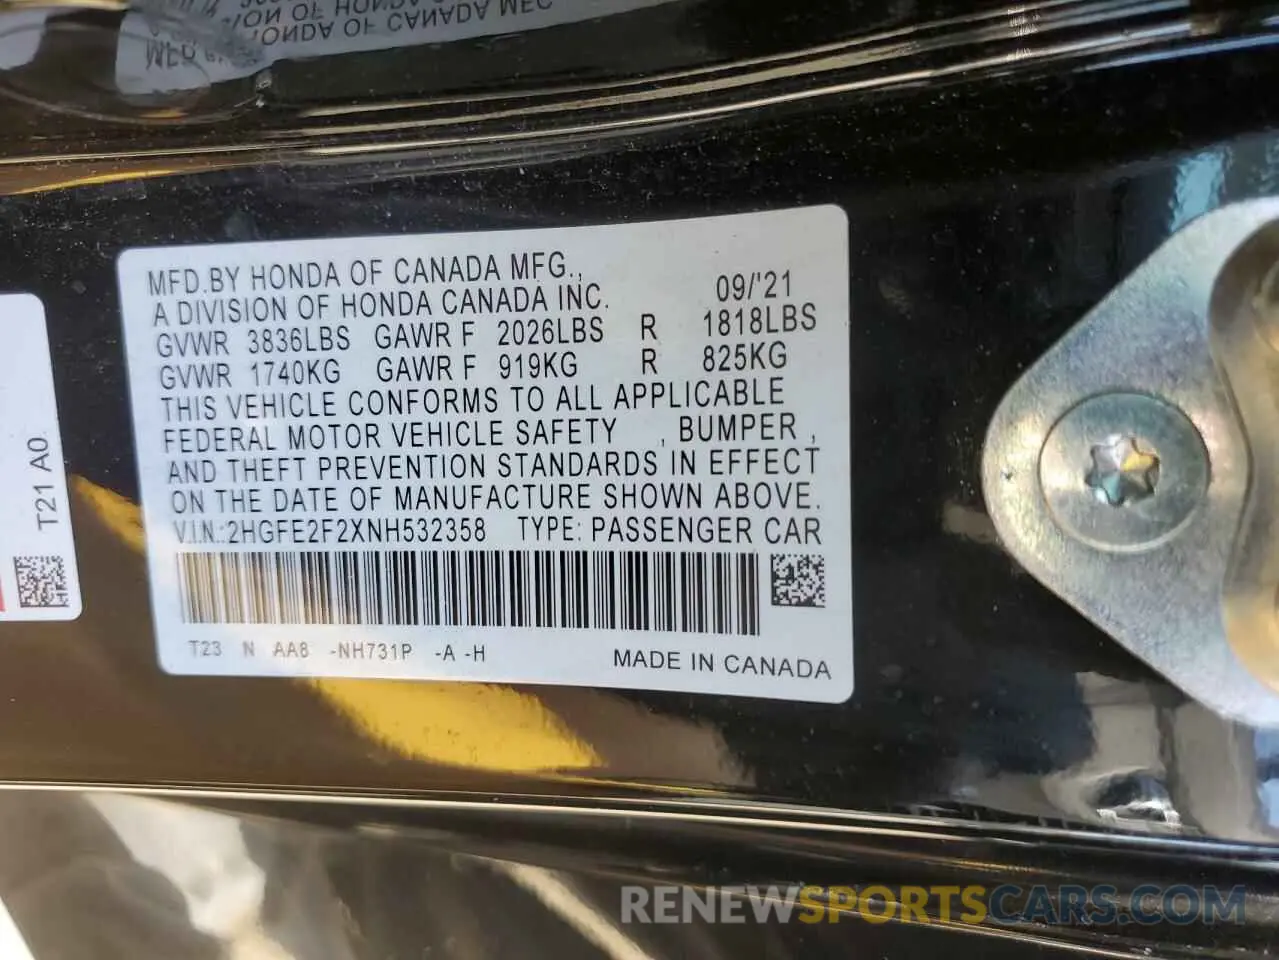 MFD.BY HONDA OF CANADA MFG.,
A DIVISION OF HONDA CANADA INC. 09/'21
GVWR 3836LBS GAWR F 2026LBS R 1818LBS
GVWR 1740KG GAWR F 919KG R 825KG
THIS VEHICLE CONFORMS TO ALL APPLICABLE
FEDERAL MOTOR VEHICLE SAFETY , BUMPER ,
AND THEFT PREVENTION STANDARDS IN EFFECT
ON THE DATE OF MANUFACTURE SHOWN ABOVE.
V.I.N.:2HGFE2F2XNH532358 TYPE: PASSENGER CAR
T23 N AA8 -NH731P -A -H MADE IN CANADA
T21 A0
RENEWSPORTSCARS.COM